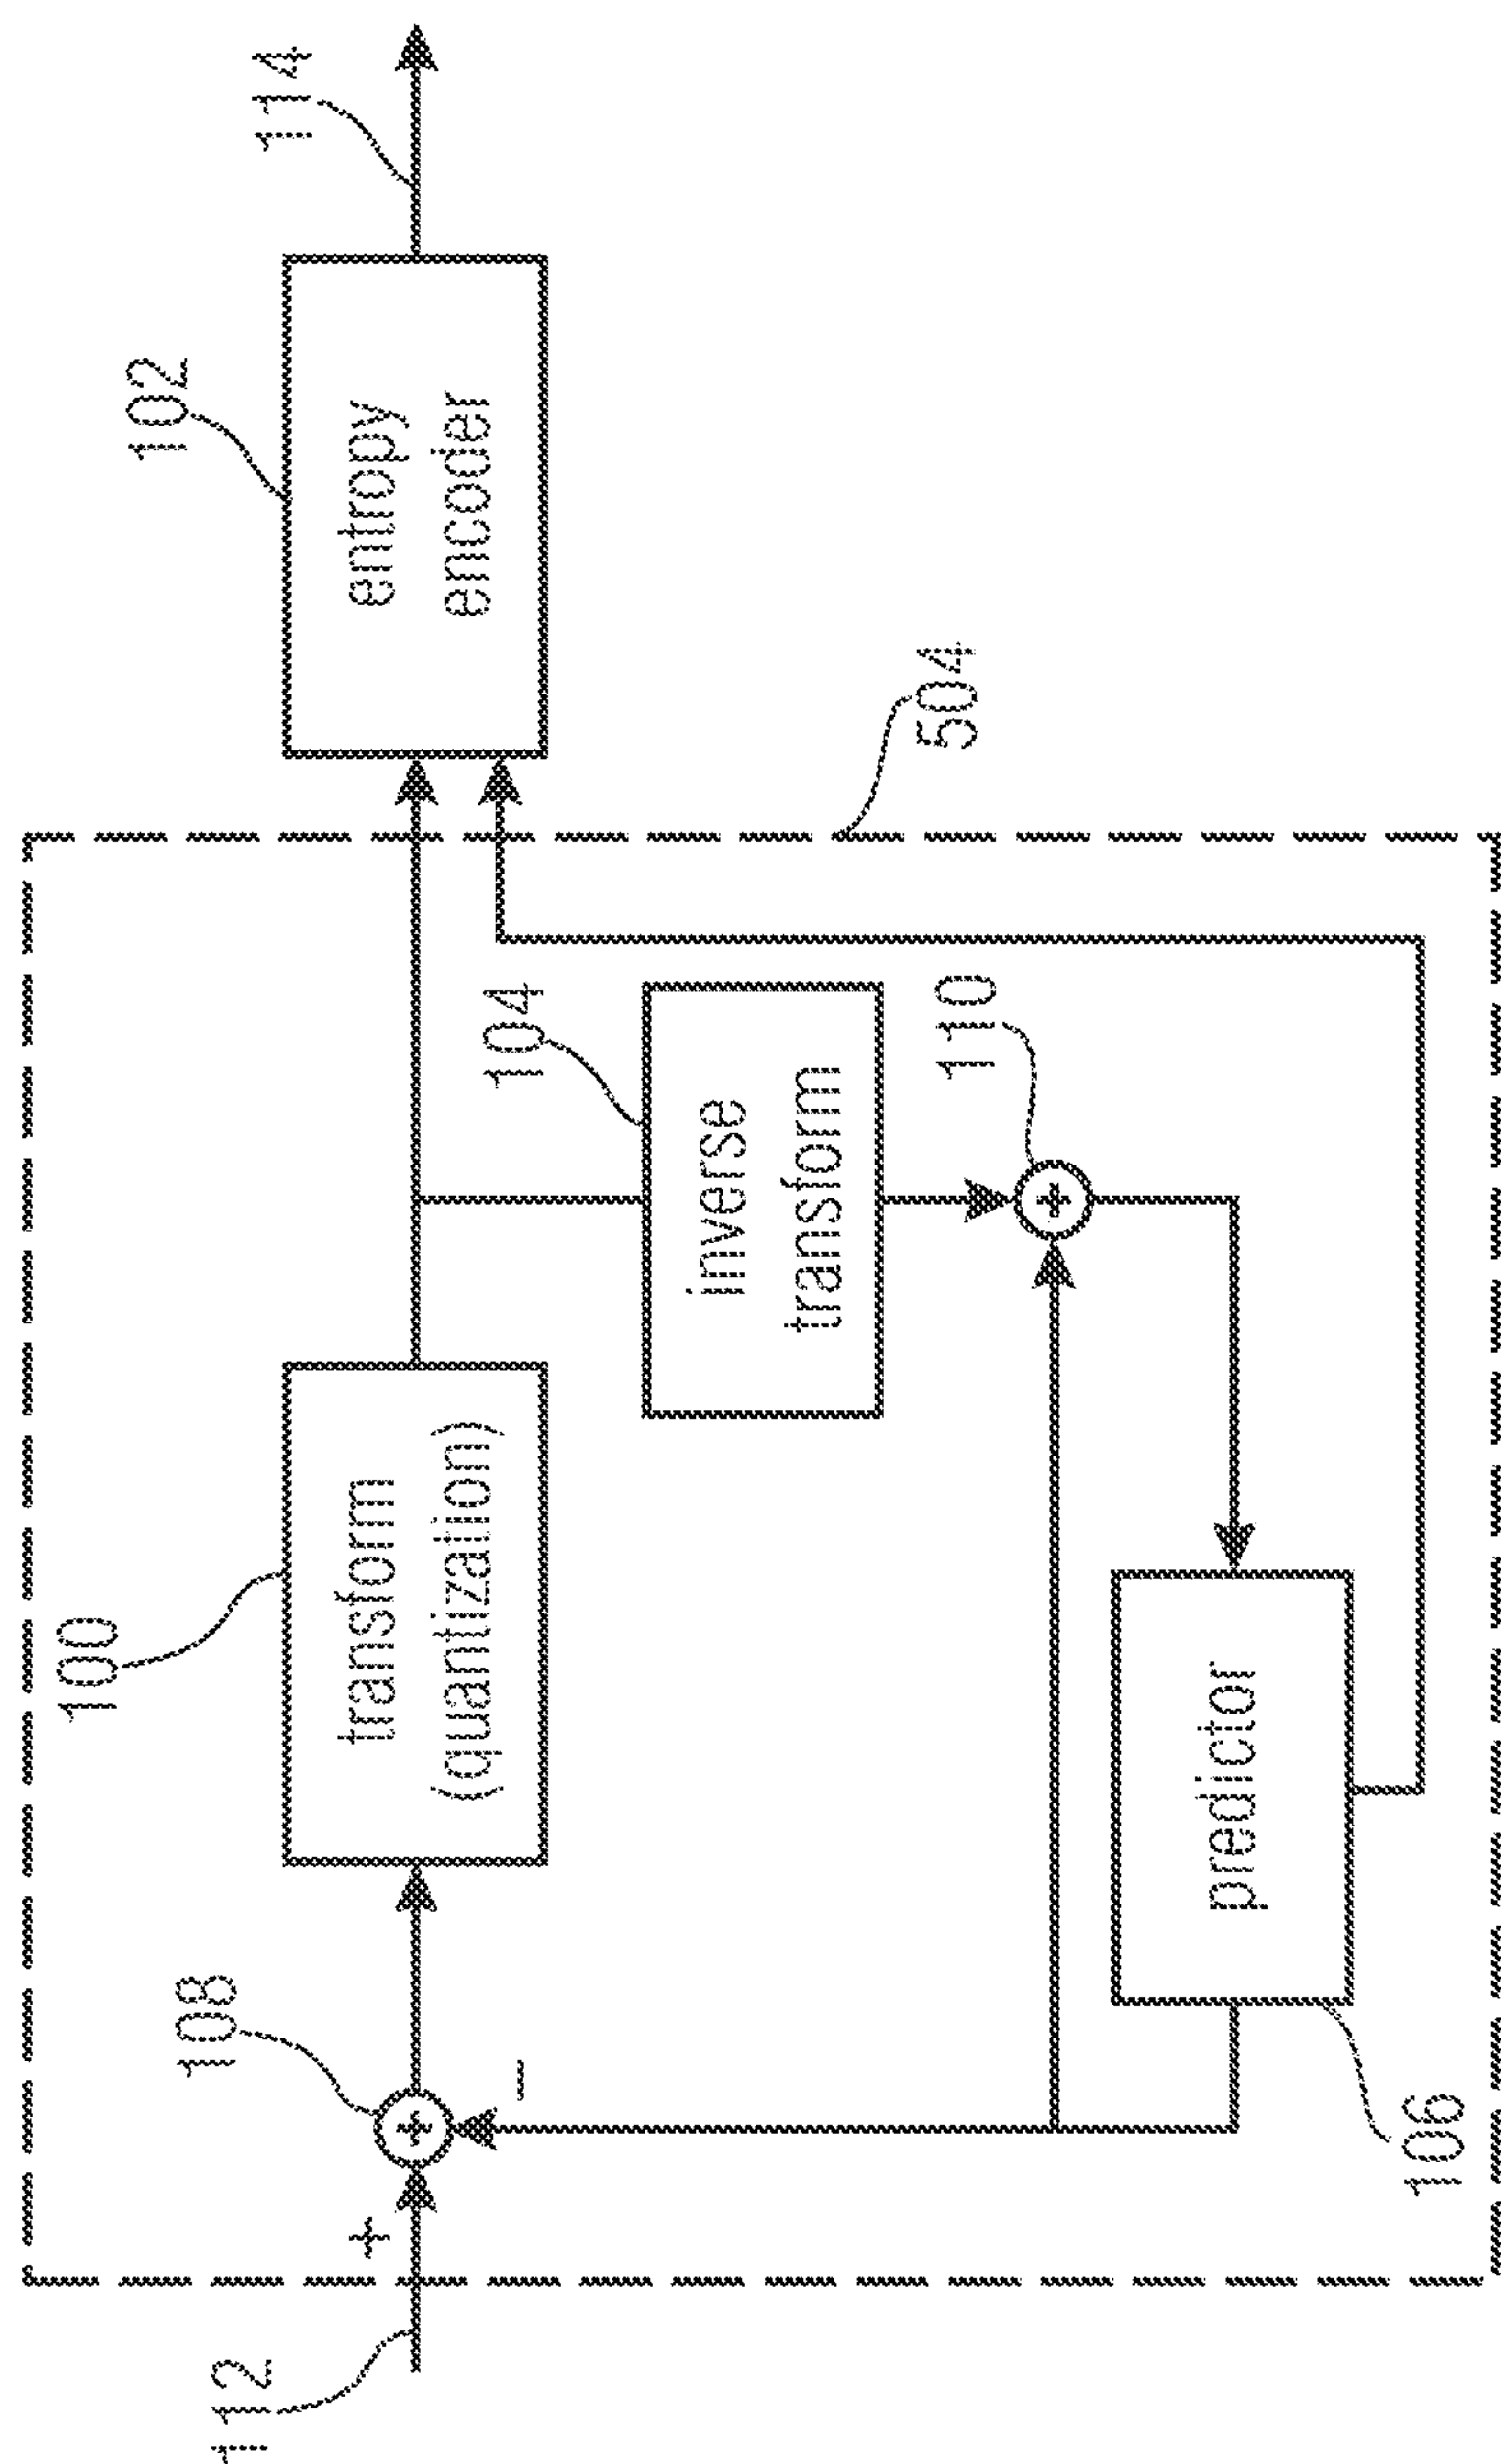 112
+
108
−
100
transform
(quantization)
104
inverse
transform
110
+
+
106
predictor
504
102
entropy
encoder
114